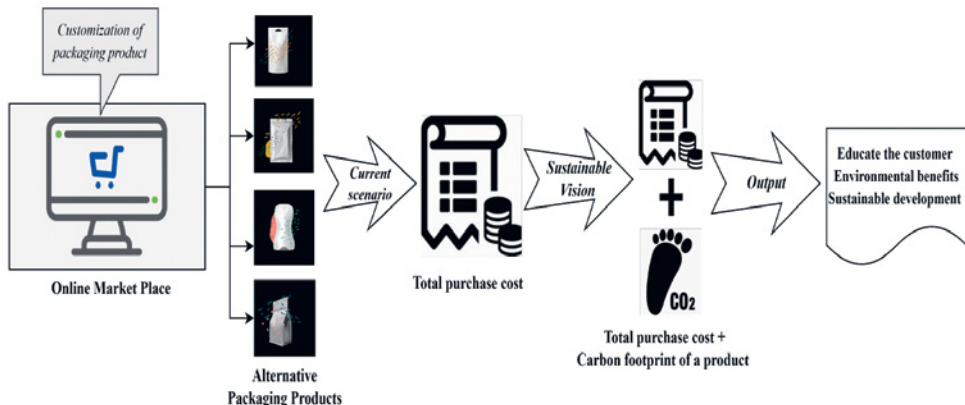 Customization of
packaging product
Online Market Place
Alternative
Packaging Products
Current
scenario
Total purchase cost
Sustainable
Vision
CO₂
Total purchase cost +
Carbon footprint of a product
Output
Educate the customer
Environmental benefits
Sustainable development